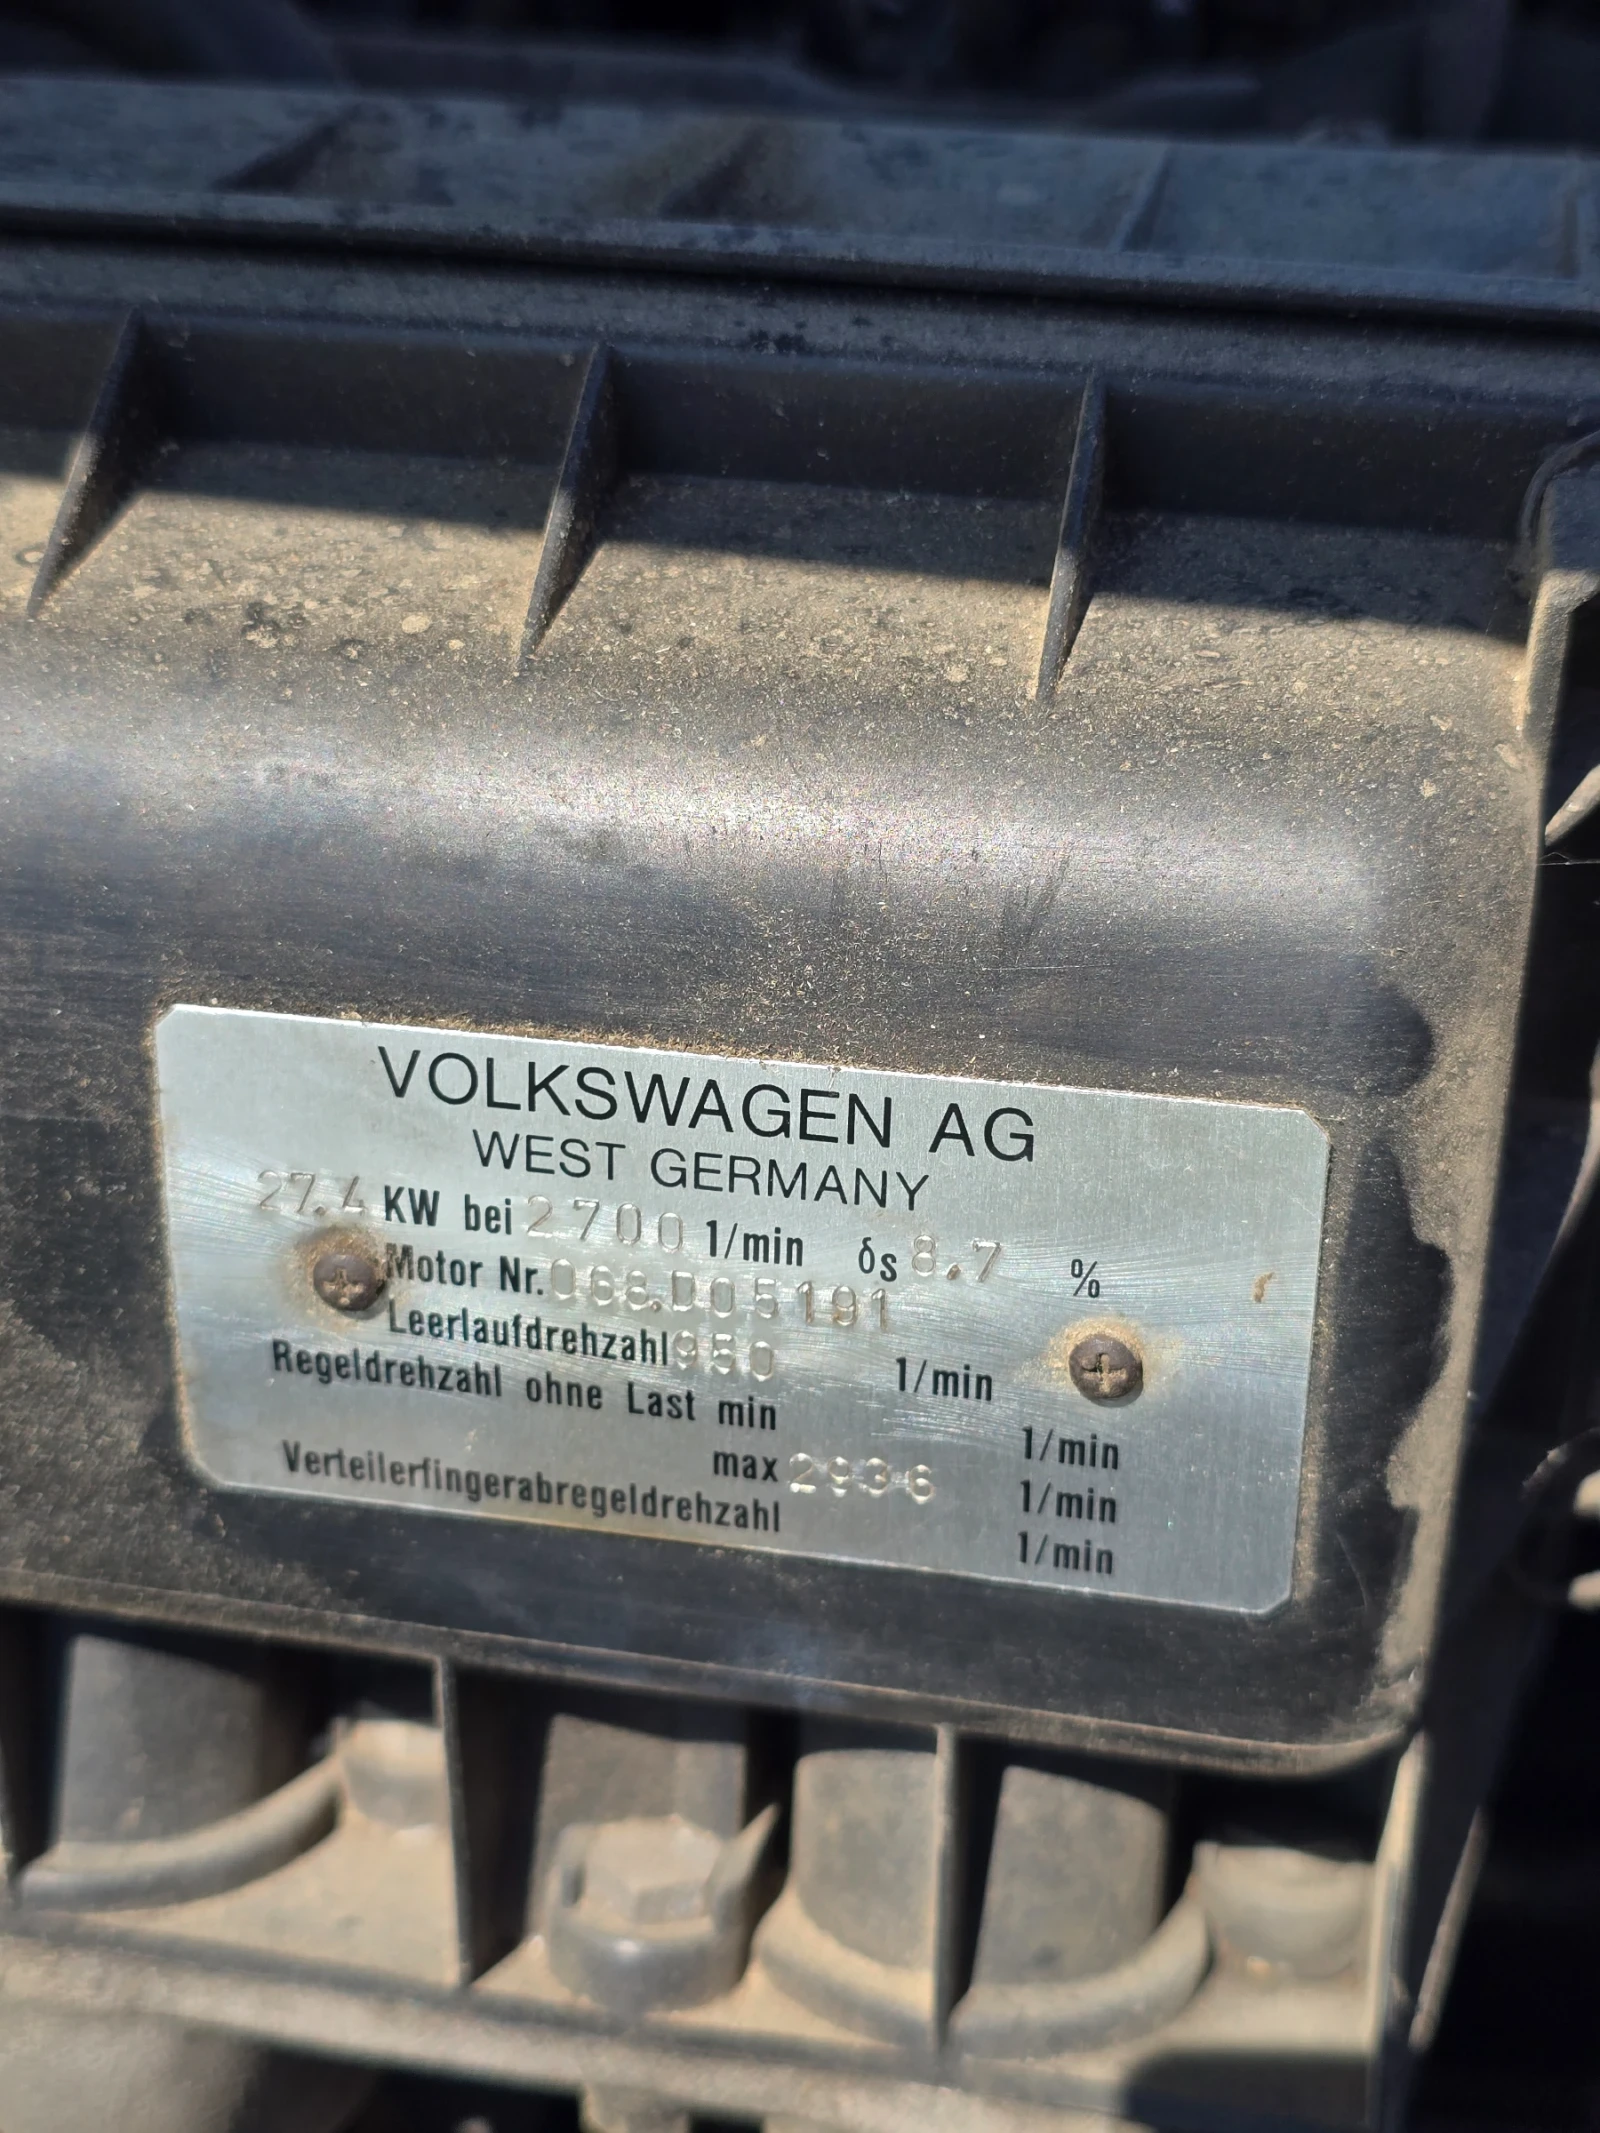 VOLKSWAGEN AG
WEST GERMANY
27.4 KW bei 2700 1/min δs 8.7 %
Motor Nr. 068.D05191
Leerlaufdrehzahl 950 1/min
Regeldrehzahl ohne Last min 1/min
max 2936 1/min
Verteilerfingerabregeldrehzahl 1/min